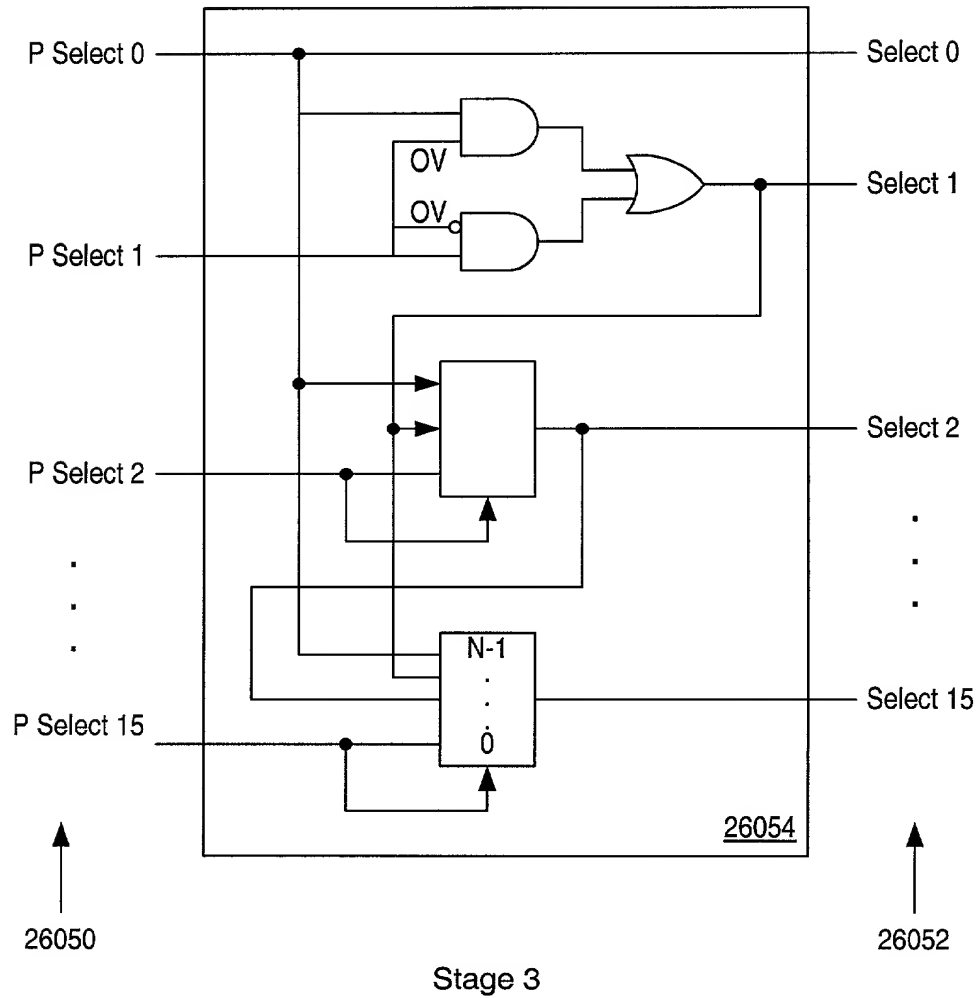 P Select 0
Select 0
OV
Select 1
OV
P Select 1
Select 2
P Select 2
N-1
Select 15
P Select 15
0
26054
26050
26052
Stage 3